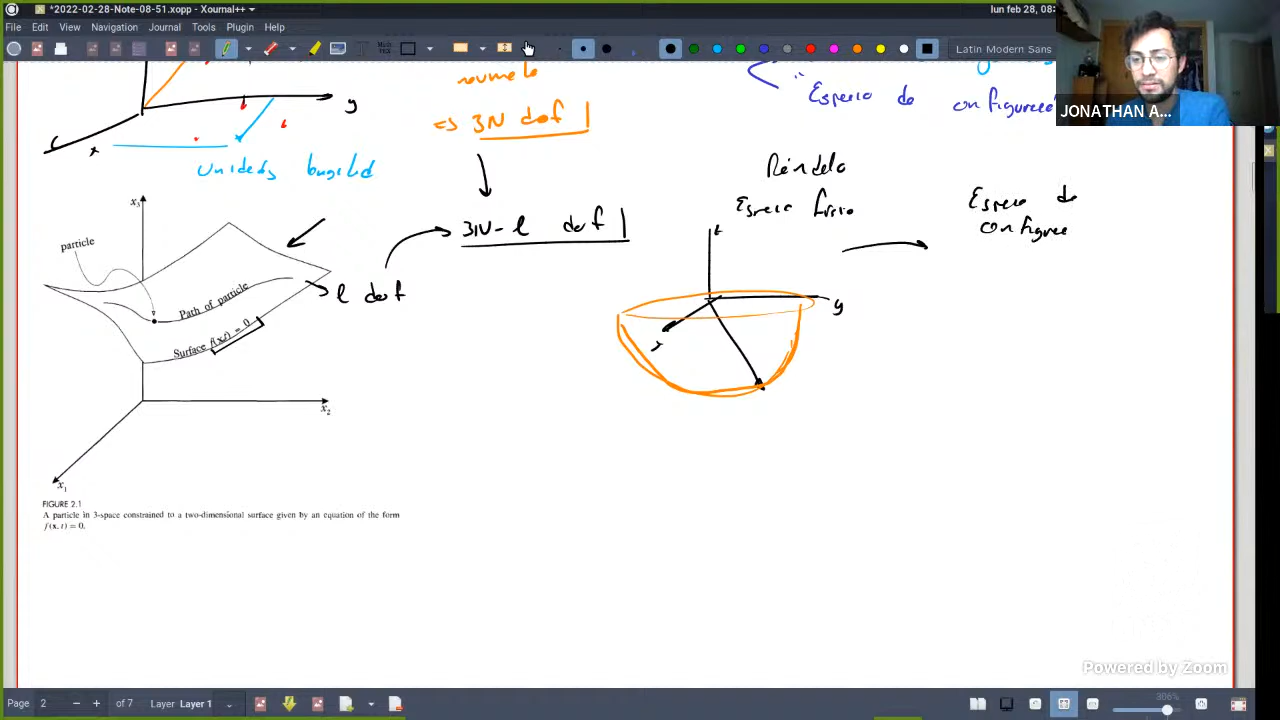 *2022-02-28-Note-08-51.xopp - Xournal++
lun feb 28, 08:
File Edit View Navigation Journal Tools Plugin Help
Latin Modern Sans
JONATHAN A...
y
x
Unidades longitud
=> 3N dof
Espacio de
3N-l dof
l dof
x3
particle
Path of particle
Surface f(x,t) = 0
x2
x1
FIGURE 2.1
A particle in 3-space constrained to a two-dimensional surface given by an equation of the form
f(x, t) = 0.
Péndulo
Espacio físico
y
x
Espacio de
Powered by Zoom
Page 2 of 7 Layer Layer 1
306%